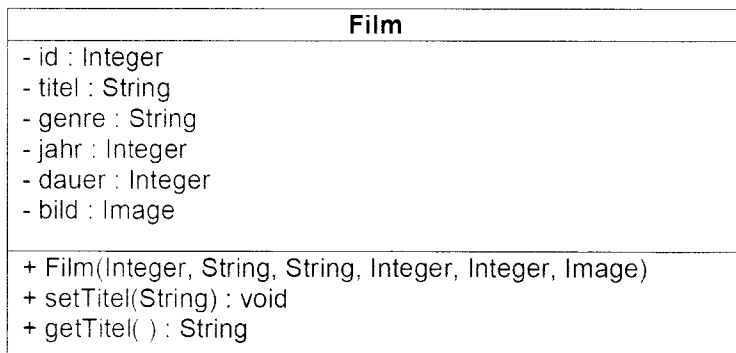 Film
- id : Integer
- titel : String
- genre : String
- jahr : Integer
- dauer : Integer
- bild : Image
+ Film(Integer, String, String, Integer, Integer, Image)
+ setTitel(String) : void
+ getTitel( ) : String